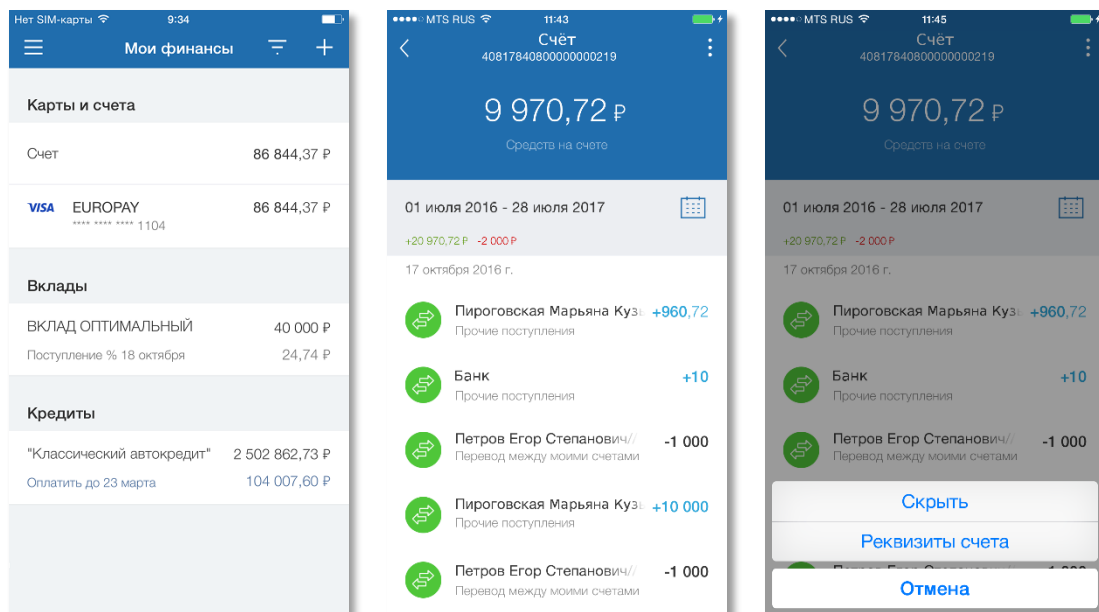 Нет SIM-карты 9:34
Мои финансы
Карты и счета
Счет 86 844,37 ₽
VISA EUROPAY 86 844,37 ₽
**** **** **** 1104
Вклады
ВКЛАД ОПТИМАЛЬНЫЙ 40 000 ₽
Поступление % 18 октября 24,74 ₽
Кредиты
"Классический автокредит" 2 502 862,73 ₽
Оплатить до 23 марта 104 007,60 ₽
MTS RUS 11:43
Счёт
40817840800000000219
9 970,72 ₽
Средств на счете
01 июля 2016 - 28 июля 2017
+20 970,72 ₽ -2 000 ₽
17 октября 2016 г.
Пироговская Марьяна Кузь +960,72
Прочие поступления
Банк +10
Прочие поступления
Петров Егор Степанович// -1 000
Перевод между моими счетами
Пироговская Марьяна Кузь +10 000
Прочие поступления
Петров Егор Степанович// -1 000
Перевод между моими счетами
MTS RUS 11:45
Счёт
40817840800000000219
9 970,72 ₽
Средств на счете
01 июля 2016 - 28 июля 2017
+20 970,72 ₽ -2 000 ₽
17 октября 2016 г.
Пироговская Марьяна Кузь +960,72
Прочие поступления
Банк +10
Прочие поступления
Петров Егор Степанович// -1 000
Перевод между моими счетами
Скрыть
Реквизиты счета
Отмена